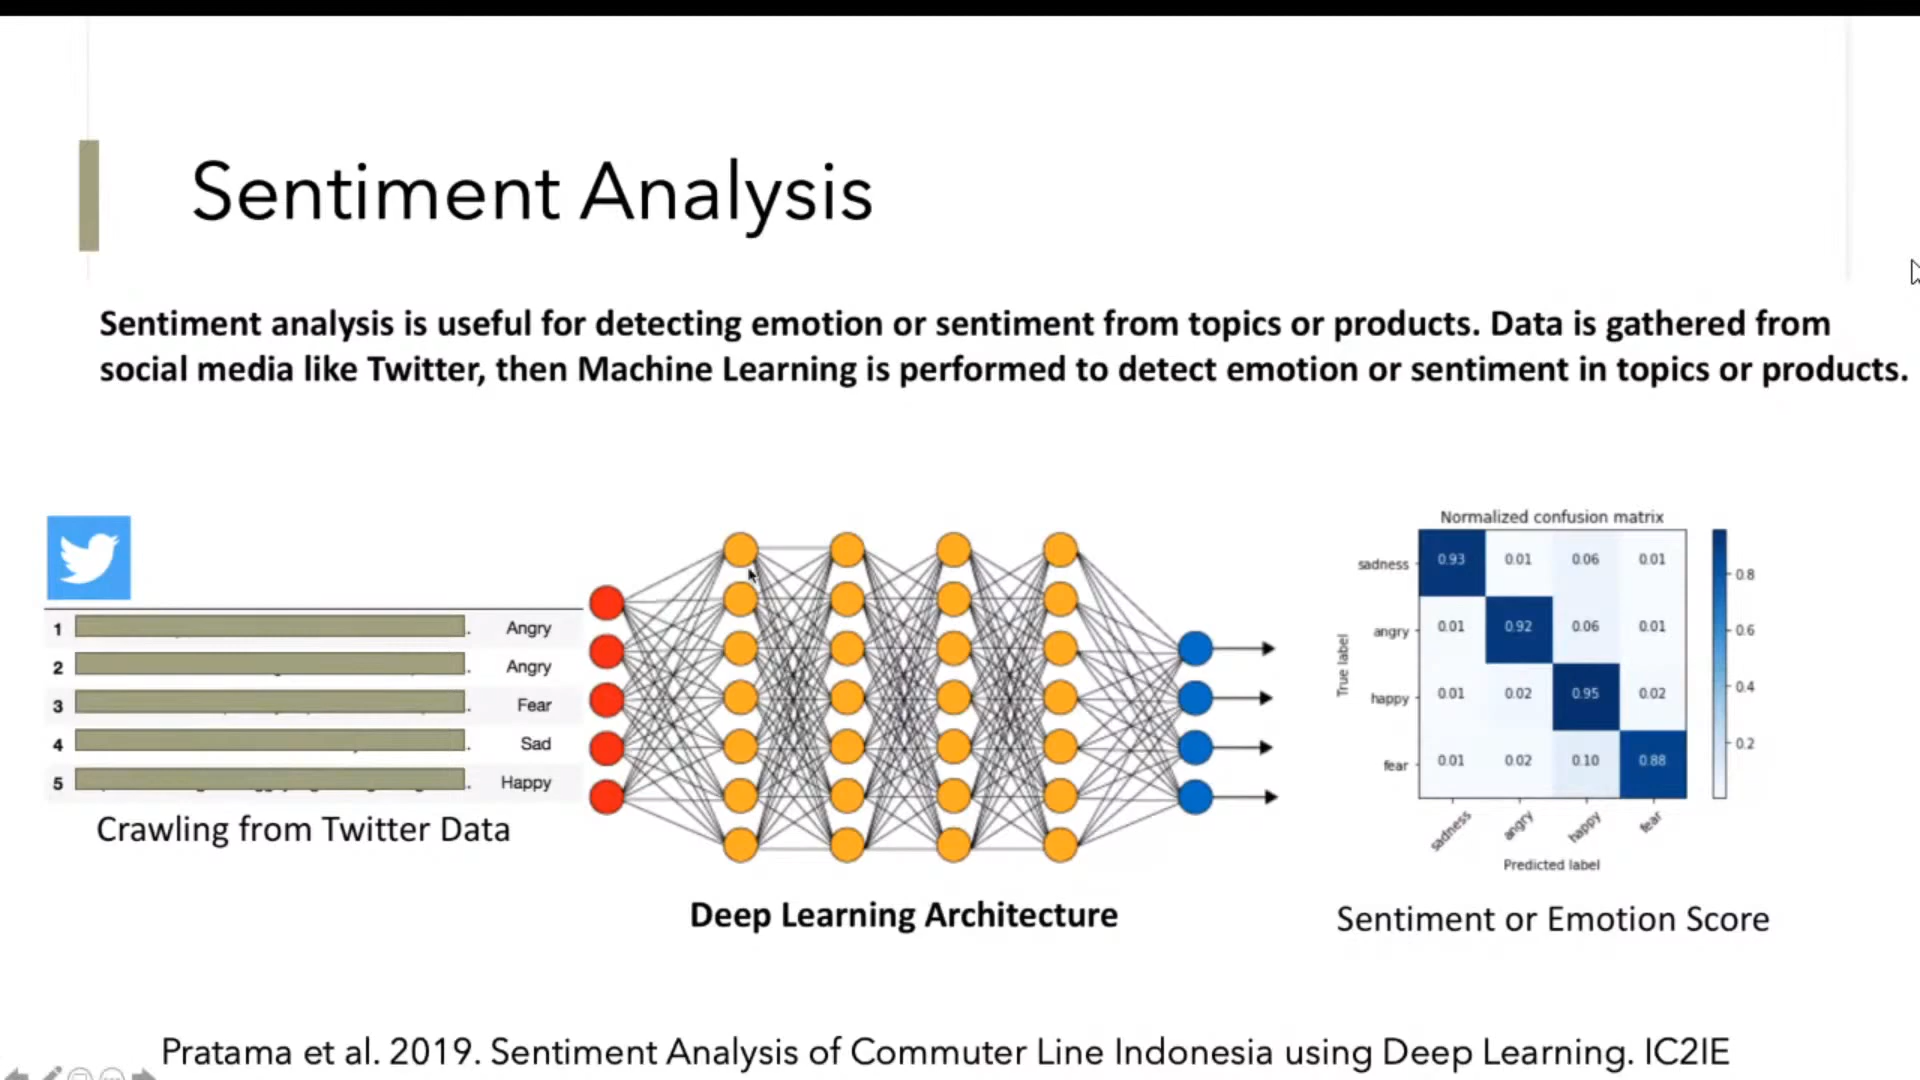 Sentiment Analysis
Sentiment analysis is useful for detecting emotion or sentiment from topics or products. Data is gathered from
social media like Twitter, then Machine Learning is performed to detect emotion or sentiment in topics or products.
1 . Angry
2 . Angry
3 . Fear
4 . Sad
5 . Happy
Crawling from Twitter Data
Deep Learning Architecture
Normalized confusion matrix
True label
sadness 0.93 0.01 0.06 0.01
angry 0.01 0.92 0.06 0.01
happy 0.01 0.02 0.95 0.02
fear 0.01 0.02 0.10 0.88
sadness angry happy fear
Predicted label
0.8
0.6
0.4
0.2
Sentiment or Emotion Score
Pratama et al. 2019. Sentiment Analysis of Commuter Line Indonesia using Deep Learning. IC2IE